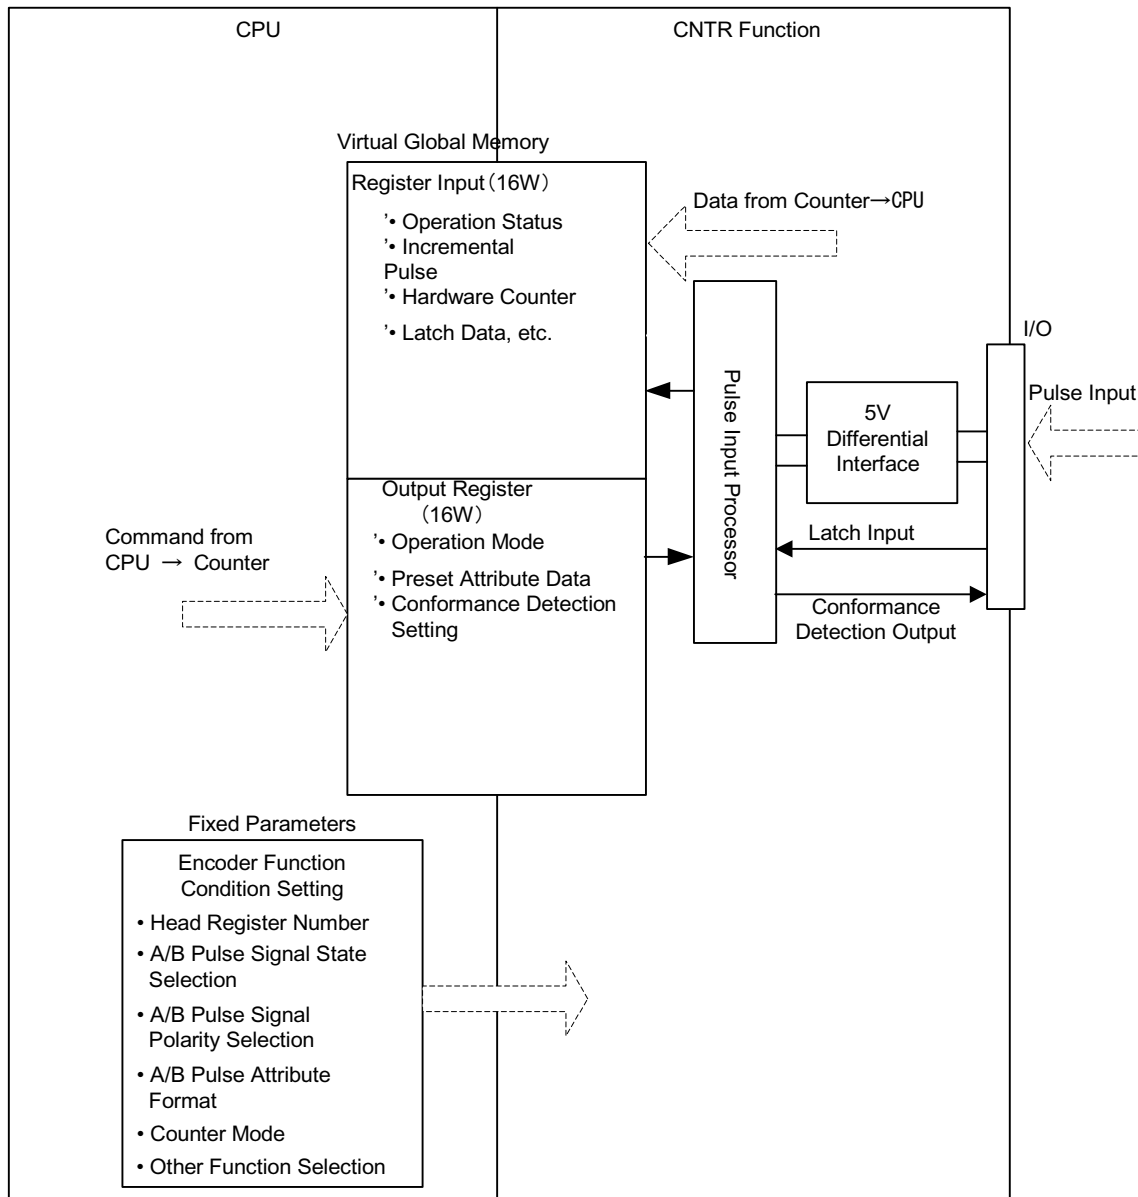 CPU
CNTR Function
Virtual Global Memory
Register Input(16W)
'• Operation Status
'• Incremental
Pulse
'• Hardware Counter
'• Latch Data, etc.
Data from Counter→CPU
I/O
Pulse Input
Pulse Input Processor
5V
Differential
Interface
Output Register
(16W)
'• Operation Mode
'• Preset Attribute Data
'• Conformance Detection
Setting
Command from
CPU → Counter
Latch Input
Conformance
Detection Output
Fixed Parameters
Encoder Function
Condition Setting
• Head Register Number
• A/B Pulse Signal State
Selection
• A/B Pulse Signal
Polarity Selection
• A/B Pulse Attribute
Format
• Counter Mode
• Other Function Selection